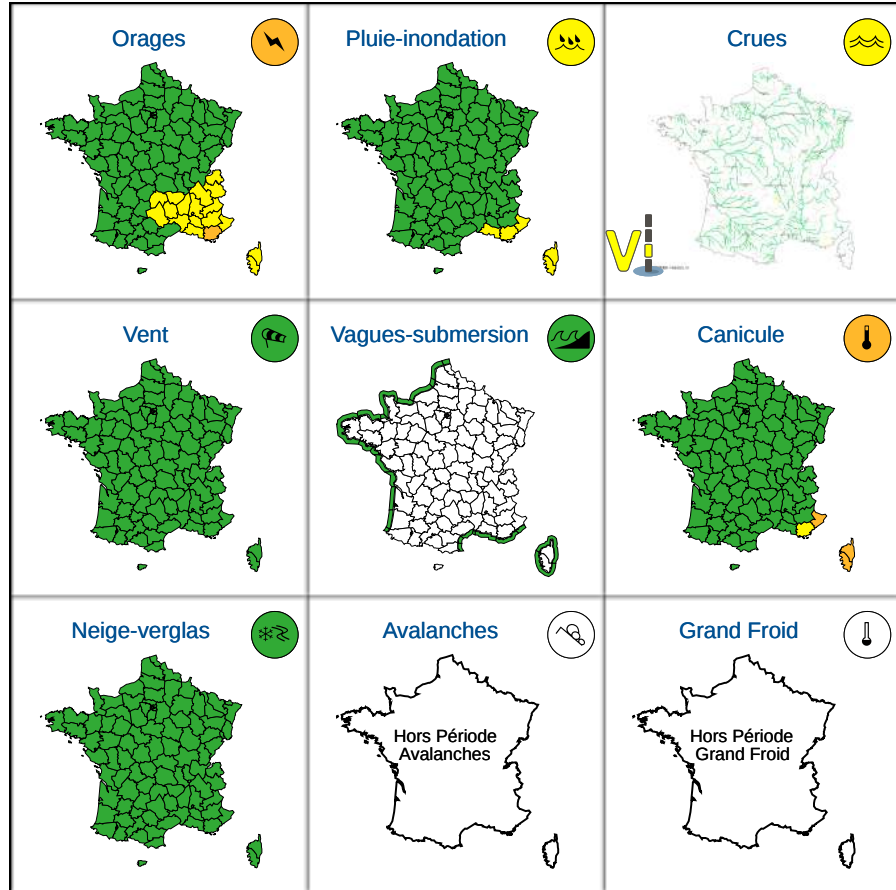 Orages
Pluie-inondation
Crues
Vi
Vent
Vagues-submersion
Canicule
Neige-verglas
Avalanches
Grand Froid
Hors Période
Avalanches
Hors Période
Grand Froid